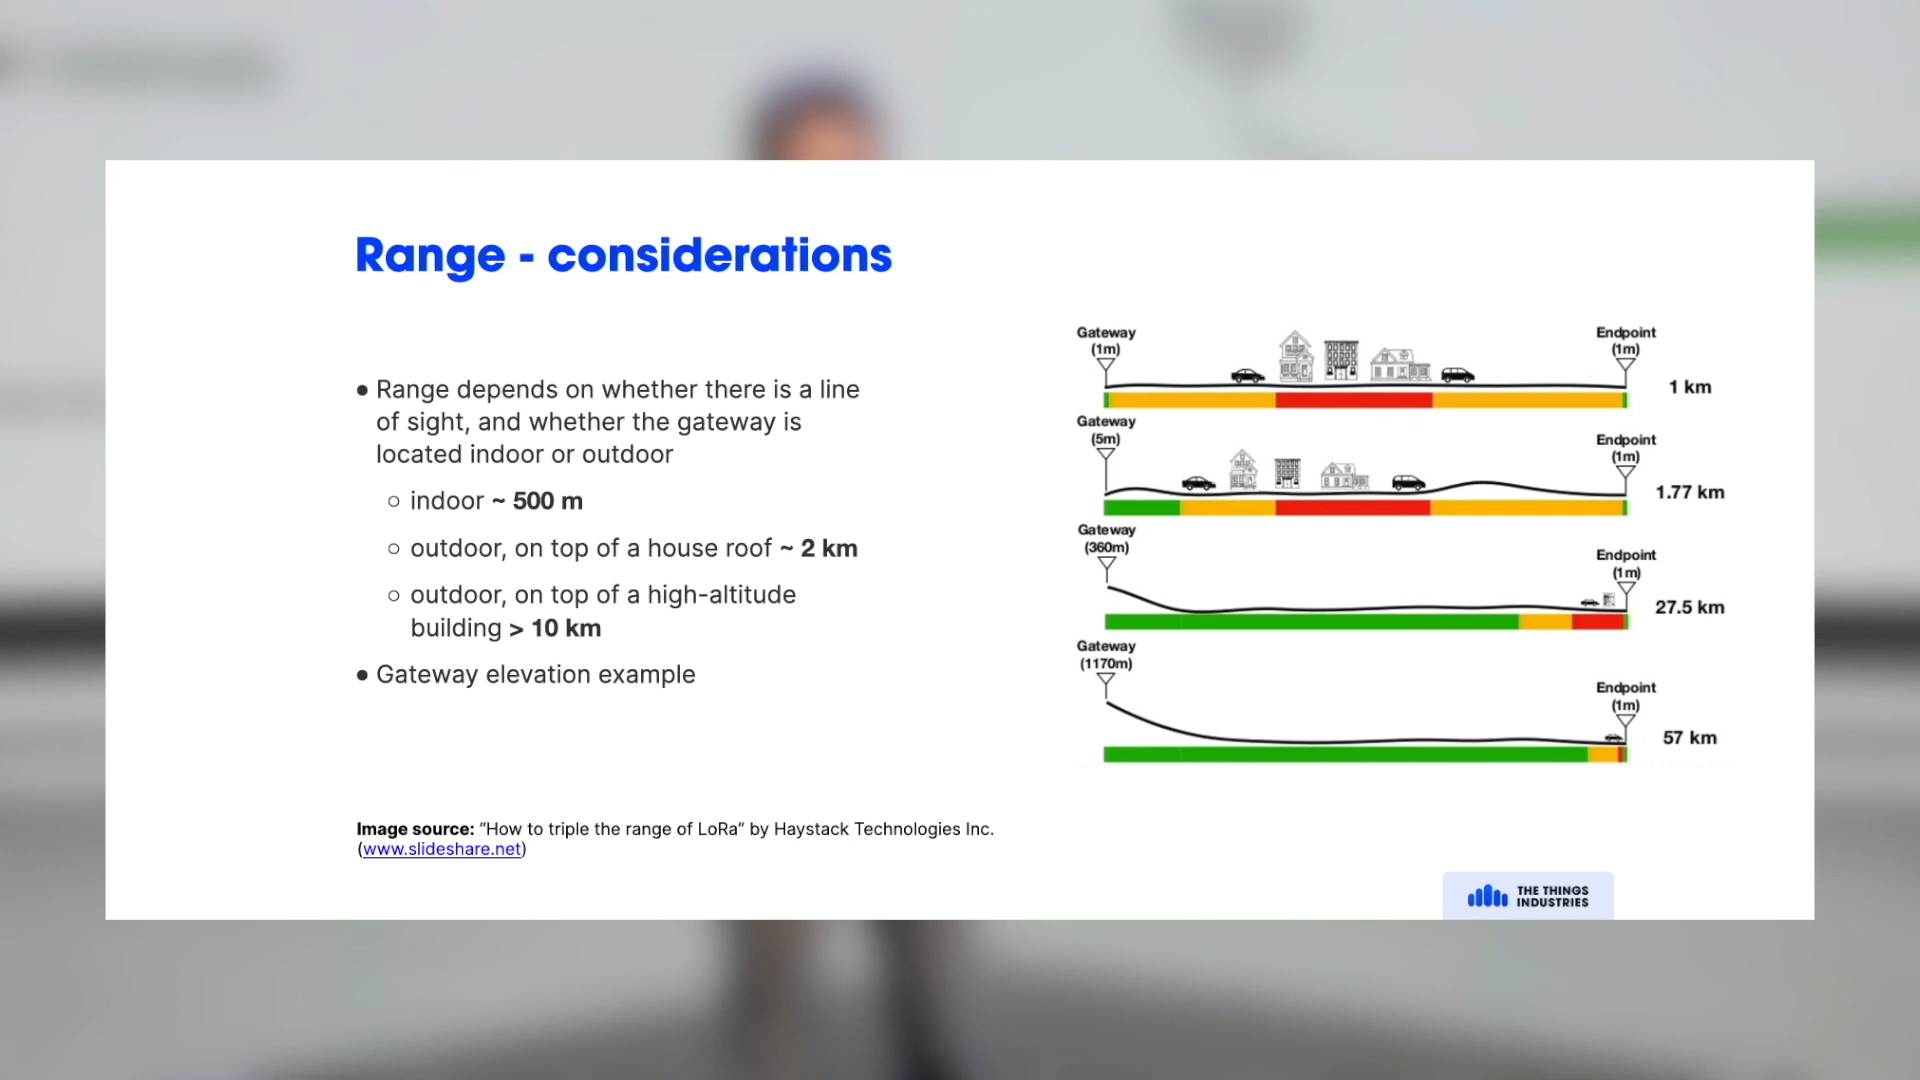 Range - considerations
● Range depends on whether there is a line
of sight, and whether the gateway is
located indoor or outdoor
○ indoor ~ 500 m
○ outdoor, on top of a house roof ~ 2 km
○ outdoor, on top of a high-altitude
building > 10 km
● Gateway elevation example
Image source: “How to triple the range of LoRa” by Haystack Technologies Inc.
(www.slideshare.net)
Gateway
(1m)
Endpoint
(1m)
1 km
Gateway
(5m)
Endpoint
(1m)
1.77 km
Gateway
(360m)
Endpoint
(1m)
27.5 km
Gateway
(1170m)
Endpoint
(1m)
57 km
THE THINGS
INDUSTRIES